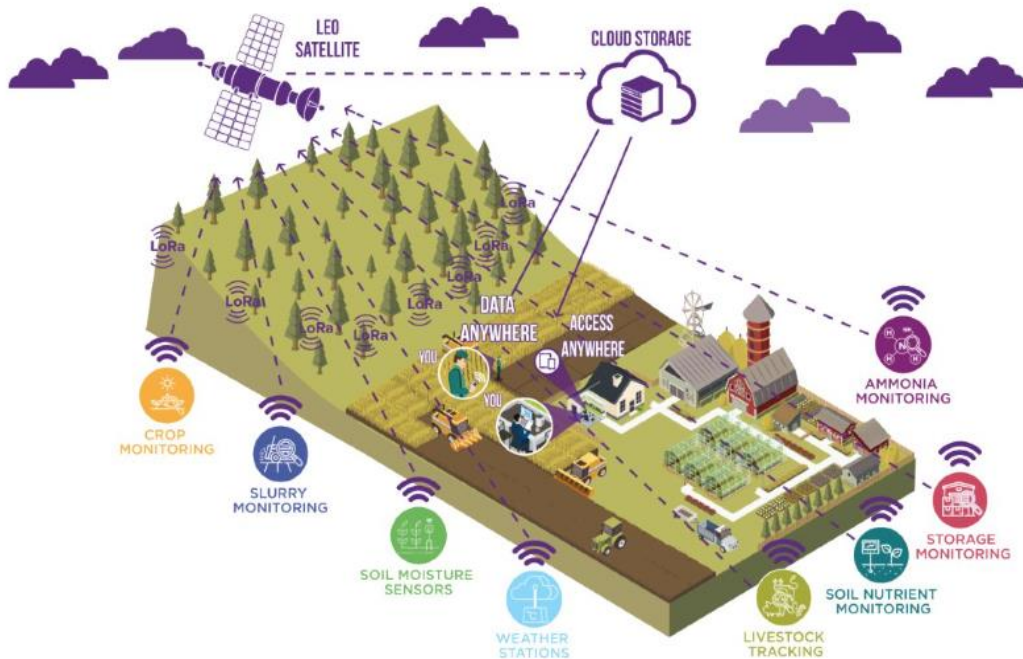 LEO
SATELLITE
CLOUD STORAGE
LoRa
LoRa
LoRa
LoRa
LoRa
LoRa
LoRa
LoRa
DATA
ANYWHERE
ACCESS
ANYWHERE
YOU
YOU
H
N
H
AMMONIA
MONITORING
CROP
MONITORING
SLURRY
MONITORING
SOIL MOISTURE
SENSORS
WEATHER
STATIONS
LIVESTOCK
TRACKING
SOIL NUTRIENT
MONITORING
STORAGE
MONITORING